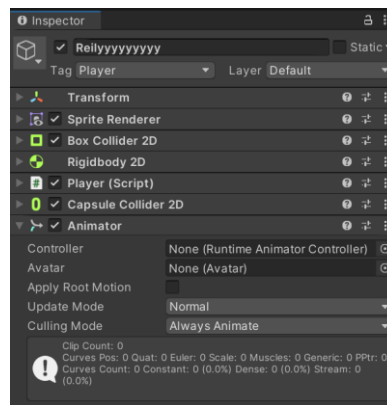 Inspector
Reilyyyyyyyyy
Static
Tag Player Layer Default
Transform
Sprite Renderer
Box Collider 2D
Rigidbody 2D
# Player (Script)
Capsule Collider 2D
Animator
Controller None (Runtime Animator Controller)
Avatar None (Avatar)
Apply Root Motion
Update Mode Normal
Culling Mode Always Animate
Clip Count: 0
Curves Pos: 0 Quat: 0 Euler: 0 Scale: 0 Muscles: 0 Generic: 0 PPtr: 0
Curves Count: 0 Constant: 0 (0.0%) Dense: 0 (0.0%) Stream: 0
(0.0%)